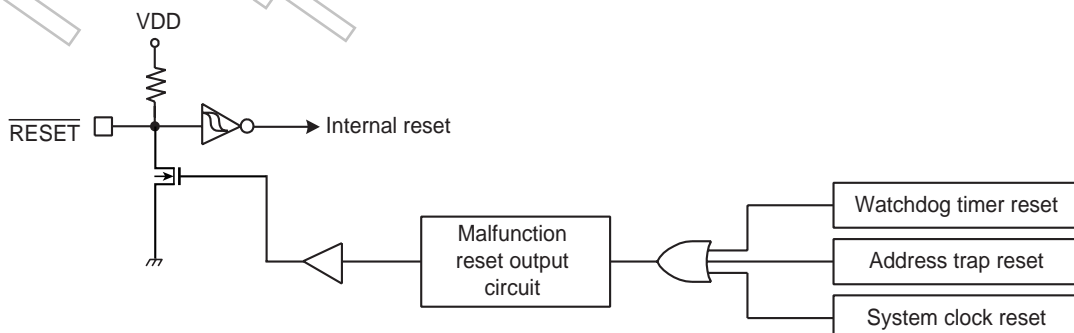 VDD
RESET
Internal reset
Watchdog timer reset
Malfunction
reset output
circuit
Address trap reset
System clock reset